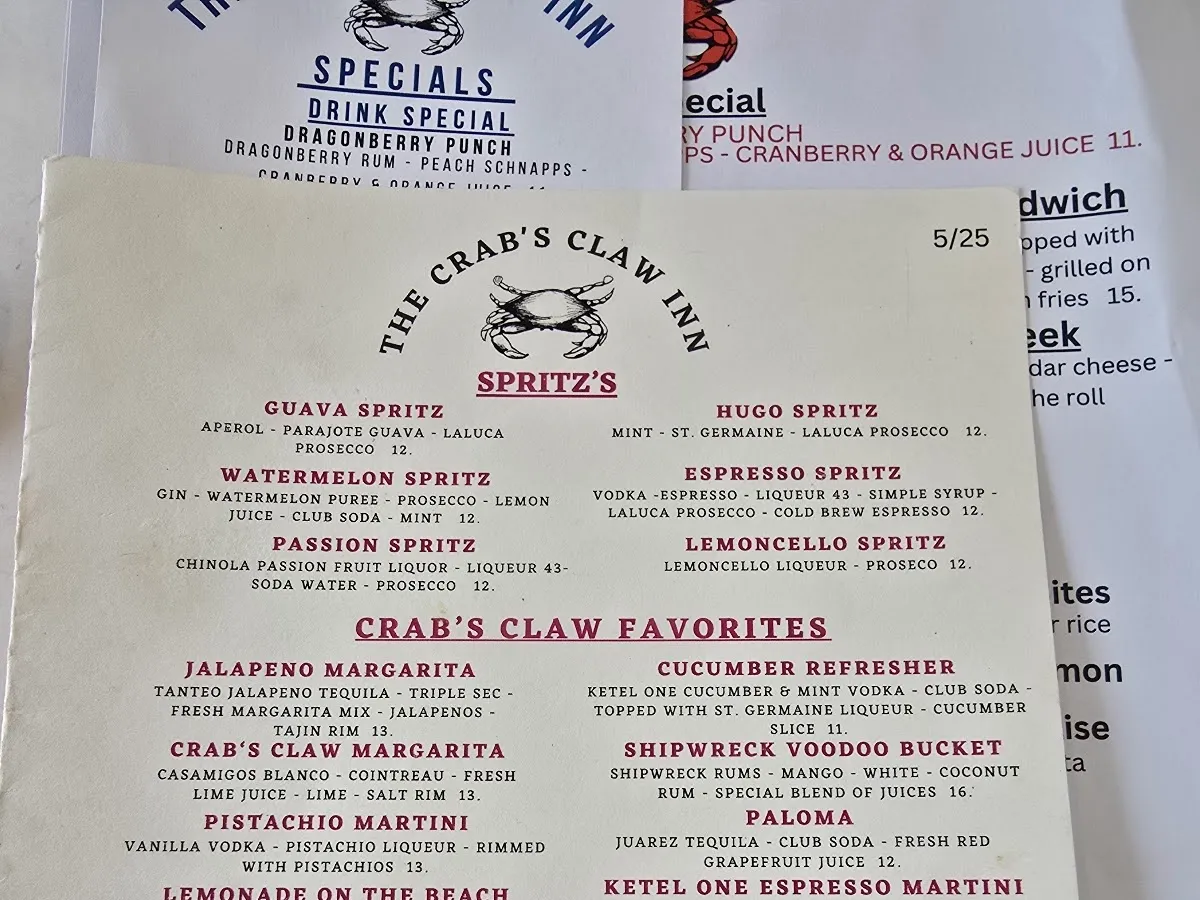 INN
SPECIALS
DRINK SPECIAL
DRAGONBERRY PUNCH
DRAGONBERRY RUM - PEACH SCHNAPPS -
CRANBERRY & ORANGE JUICE 11.
ecial
RY PUNCH
PS - CRANBERRY & ORANGE JUICE 11.
dwich
pped with
- grilled on
fries 15.
eek
dar cheese -
he roll
ites
r rice
mon
ise
ta
5/25
THE CRAB'S CLAW INN
SPRITZ'S
GUAVA SPRITZ
APEROL - PARAJOTE GUAVA - LALUCA
PROSECCO 12.
WATERMELON SPRITZ
GIN - WATERMELON PUREE - PROSECCO - LEMON
JUICE - CLUB SODA - MINT 12.
PASSION SPRITZ
CHINOLA PASSION FRUIT LIQUOR - LIQUEUR 43-
SODA WATER - PROSECCO 12.
HUGO SPRITZ
MINT - ST. GERMAINE - LALUCA PROSECCO 12.
ESPRESSO SPRITZ
VODKA -ESPRESSO - LIQUEUR 43 - SIMPLE SYRUP -
LALUCA PROSECCO - COLD BREW ESPRESSO 12.
LEMONCELLO SPRITZ
LEMONCELLO LIQUEUR - PROSECO 12.
CRAB'S CLAW FAVORITES
JALAPENO MARGARITA
TANTEO JALAPENO TEQUILA - TRIPLE SEC -
FRESH MARGARITA MIX - JALAPENOS -
TAJIN RIM 13.
CRAB'S CLAW MARGARITA
CASAMIGOS BLANCO - COINTREAU - FRESH
LIME JUICE - LIME - SALT RIM 13.
PISTACHIO MARTINI
VANILLA VODKA - PISTACHIO LIQUEUR - RIMMED
WITH PISTACHIOS 13.
LEMONADE ON THE BEACH
CUCUMBER REFRESHER
KETEL ONE CUCUMBER & MINT VODKA - CLUB SODA -
TOPPED WITH ST. GERMAINE LIQUEUR - CUCUMBER
SLICE 11.
SHIPWRECK VOODOO BUCKET
SHIPWRECK RUMS - MANGO - WHITE - COCONUT
RUM - SPECIAL BLEND OF JUICES 16.
PALOMA
JUAREZ TEQUILA - CLUB SODA - FRESH RED
GRAPEFRUIT JUICE 12.
KETEL ONE ESPRESSO MARTINI